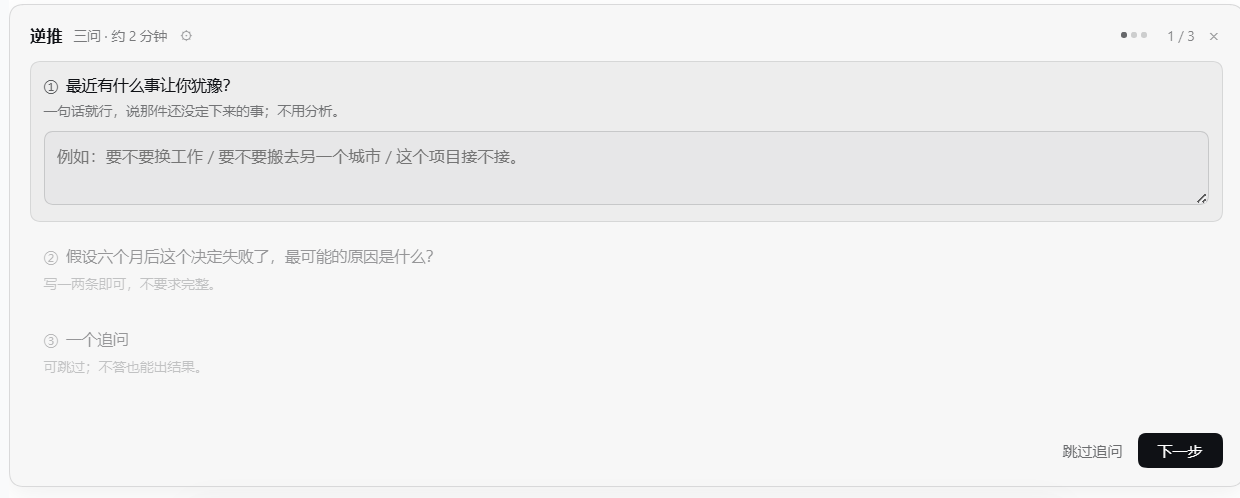 逆推 三问 · 约 2 分钟 1 / 3 ×
① 最近有什么事让你犹豫？
一句话就行，说那件还没定下来的事；不用分析。
例如：要不要换工作 / 要不要搬去另一个城市 / 这个项目接不接。
② 假设六个月后这个决定失败了，最可能的原因是什么？
写一两条即可，不要求完整。
③ 一个追问
可跳过；不答也能出结果。
跳过追问 下一步